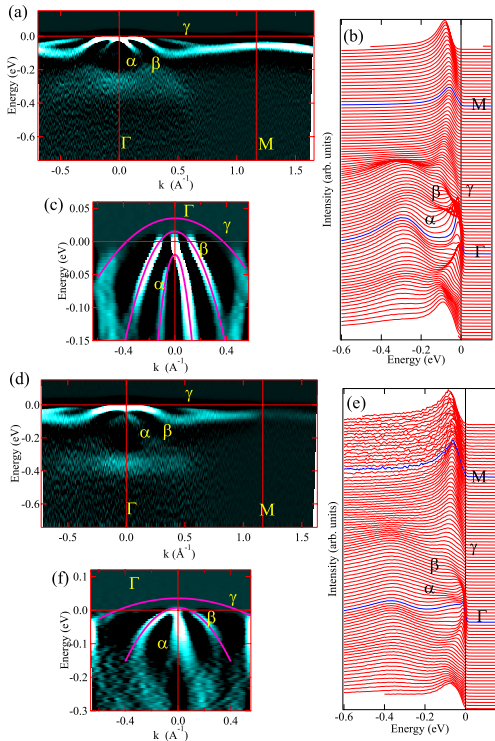 (a)
γ
0.0
-0.2
-0.4
-0.6
Energy (eV)
α β
Γ
M
-0.5 0.0 0.5 1.0 1.5
k (A⁻¹)
(b)
M
γ
β
α
Γ
Intensity (arb. units)
-0.6 -0.4 -0.2 0
Energy (eV)
(c)
Γ
γ
β
α
0.05
0.00
-0.05
-0.10
-0.15
Energy (eV)
-0.4 0.0 0.4
k (A⁻¹)
(d)
γ
0.0
-0.2
-0.4
-0.6
Energy (eV)
α β
Γ
M
-0.5 0.0 0.5 1.0 1.5
k (Å⁻¹)
(e)
M
γ
β
α
Γ
Intensity (arb. units)
-0.6 -0.4 -0.2 0
Energy (eV)
(f)
Γ
γ
β
α
0.1
0.0
-0.1
-0.2
-0.3
Energy (eV)
-0.4 0.0 0.4
k (A⁻¹)